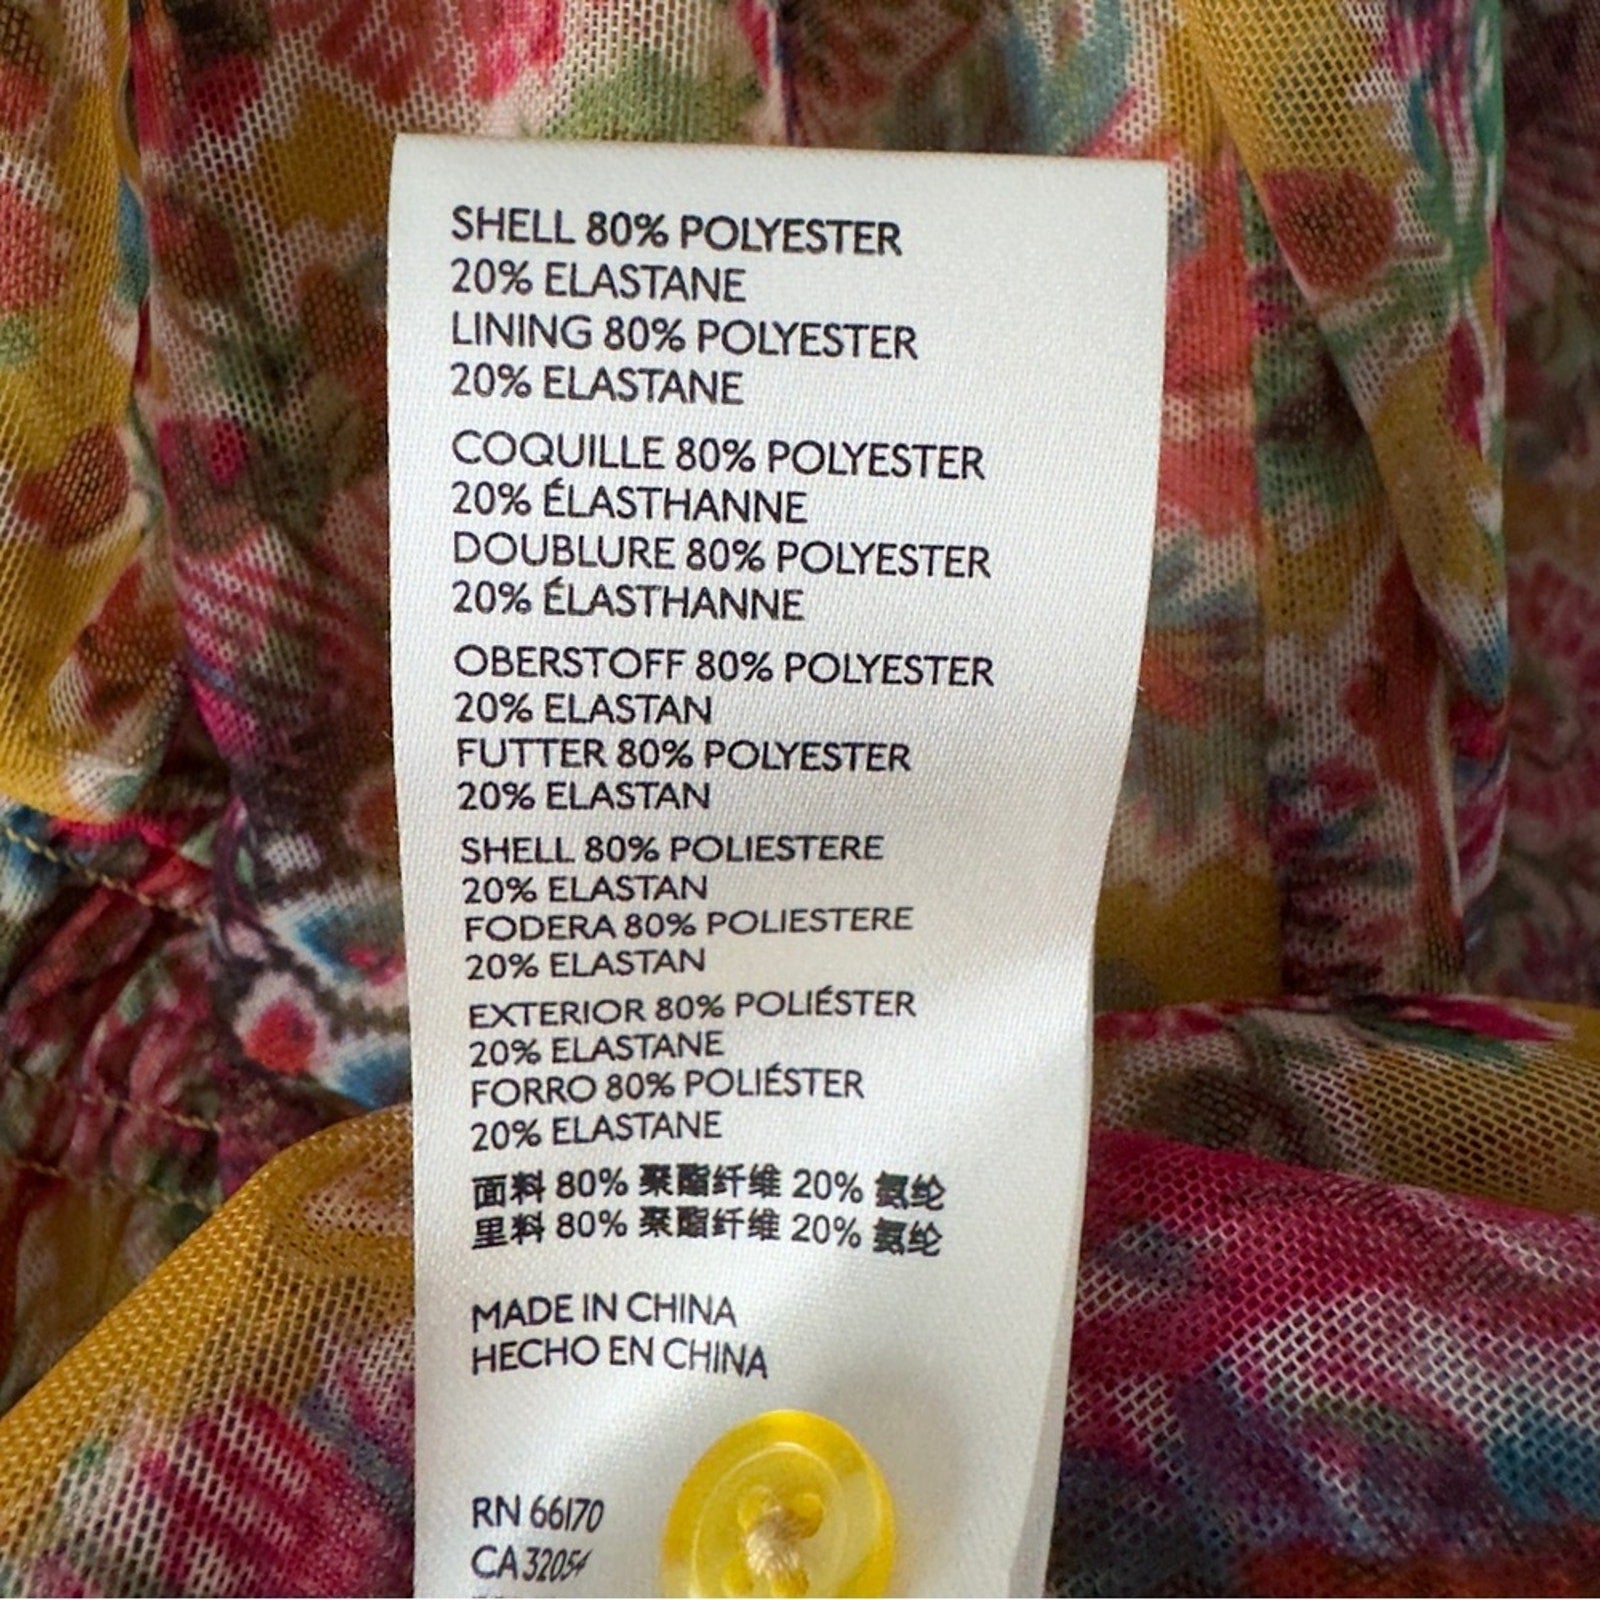 SHELL 80% POLYESTER
20% ELASTANE
LINING 80% POLYESTER
20% ELASTANE
COQUILLE 80% POLYESTER
20% ÉLASTHANNE
DOUBLURE 80% POLYESTER
20% ÉLASTHANNE
OBERSTOFF 80% POLYESTER
20% ELASTAN
FUTTER 80% POLYESTER
20% ELASTAN
SHELL 80% POLIESTERE
20% ELASTAN
FODERA 80% POLIESTERE
20% ELASTAN
EXTERIOR 80% POLIÉSTER
20% ELASTANE
FORRO 80% POLIÉSTER
20% ELASTANE
面料 80% 聚酯纤维 20% 氨纶
里料 80% 聚酯纤维 20% 氨纶
MADE IN CHINA
HECHO EN CHINA
RN 66170
CA 32054